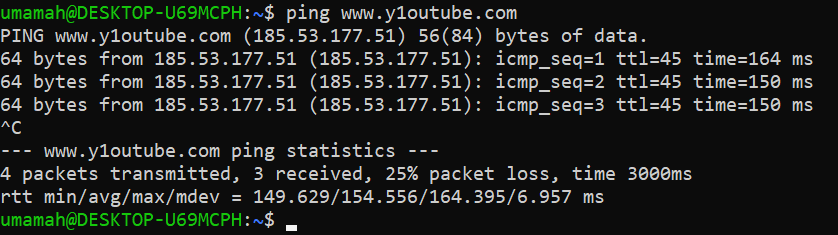 umamah@DESKTOP-U69MCPH:~$ ping www.y1outube.com
PING www.y1outube.com (185.53.177.51) 56(84) bytes of data.
64 bytes from 185.53.177.51 (185.53.177.51): icmp_seq=1 ttl=45 time=164 ms
64 bytes from 185.53.177.51 (185.53.177.51): icmp_seq=2 ttl=45 time=150 ms
64 bytes from 185.53.177.51 (185.53.177.51): icmp_seq=3 ttl=45 time=150 ms
^C
--- www.y1outube.com ping statistics ---
4 packets transmitted, 3 received, 25% packet loss, time 3000ms
rtt min/avg/max/mdev = 149.629/154.556/164.395/6.957 ms
umamah@DESKTOP-U69MCPH:~$